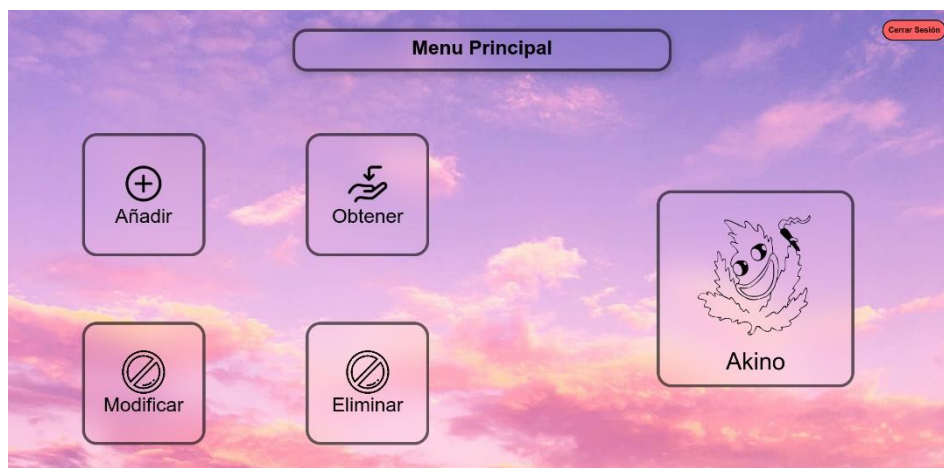 Menu Principal
Cerrar Sesión
Añadir
Obtener
Akino
Modificar
Eliminar